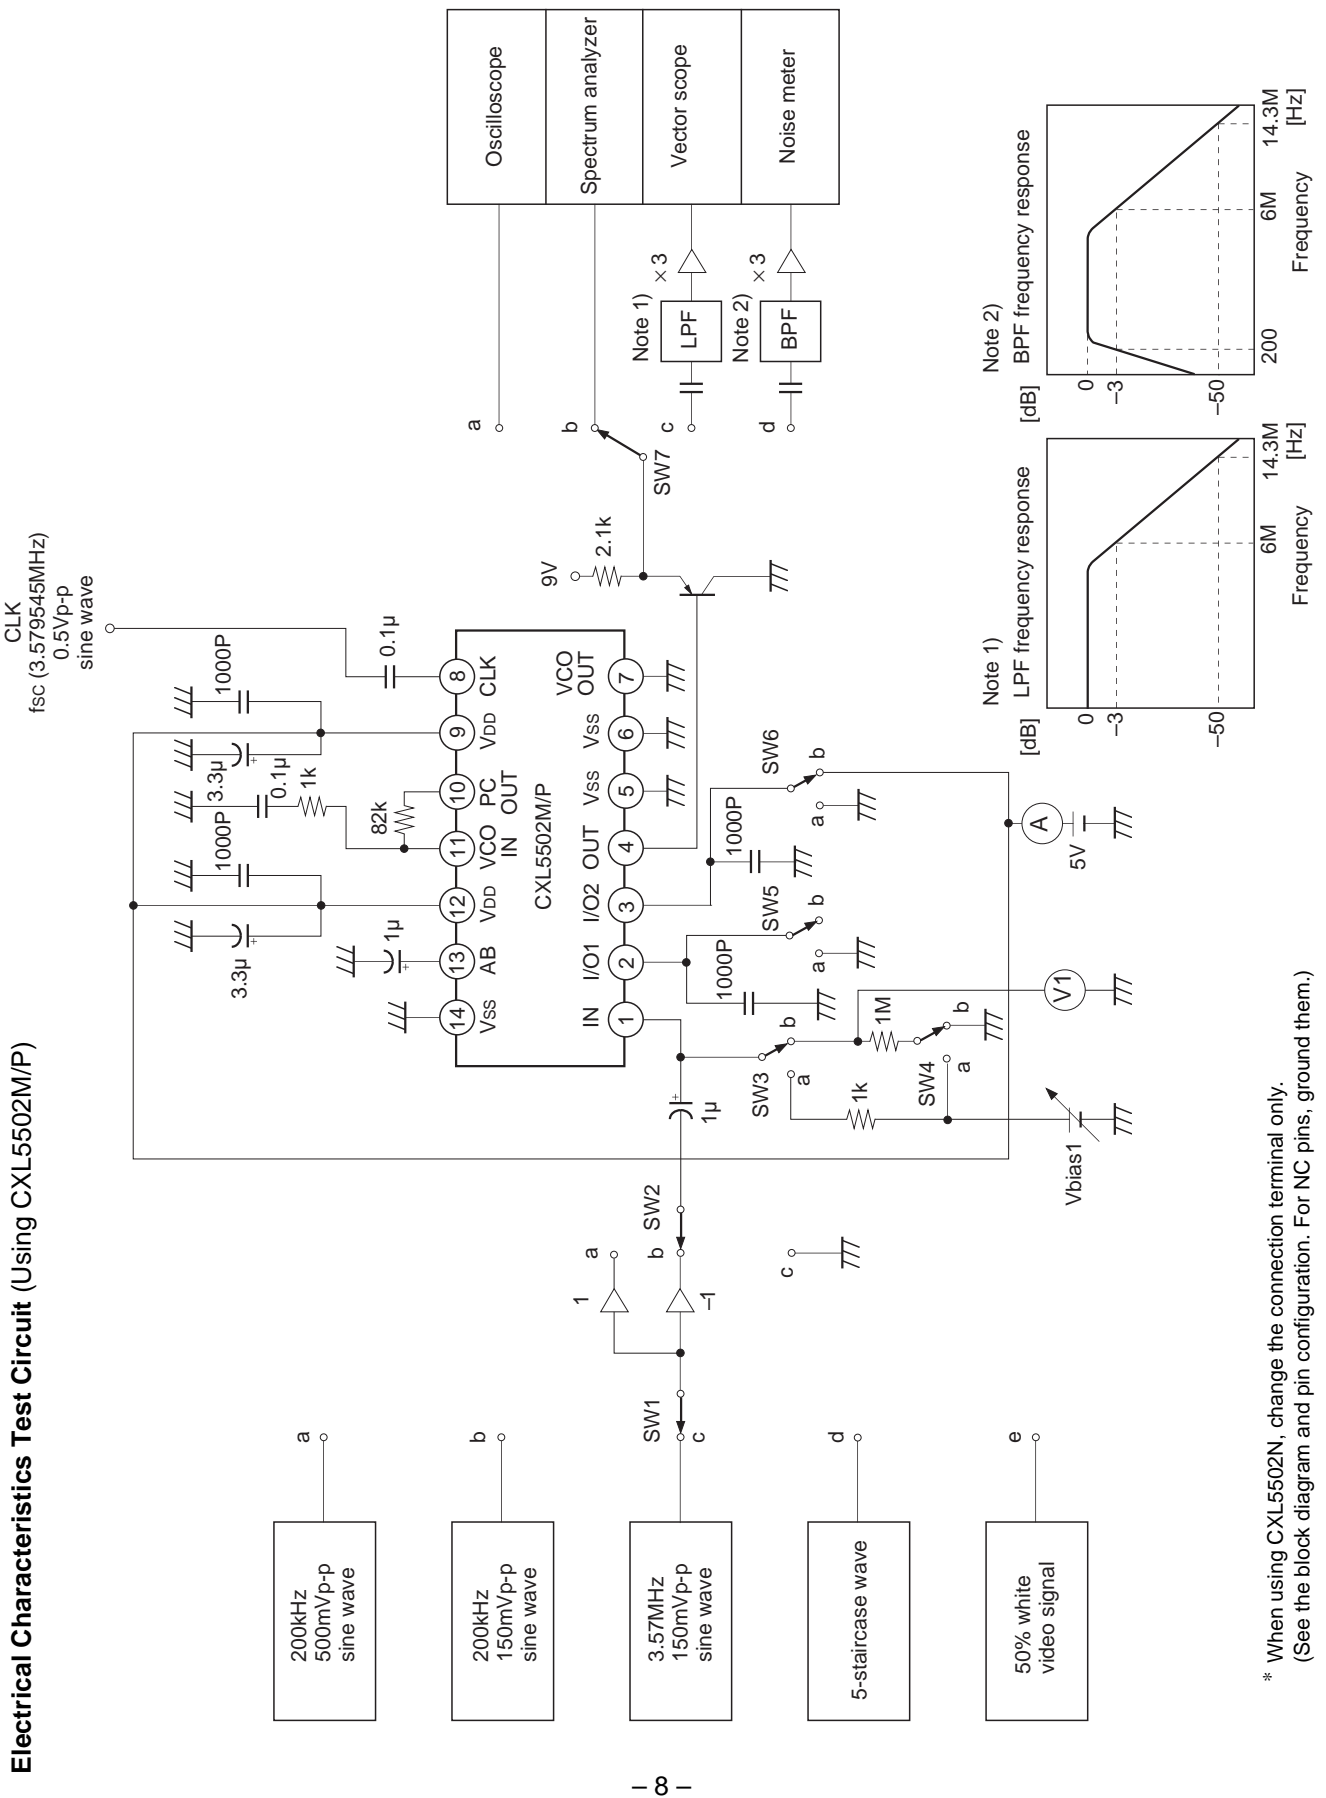 Electrical Characteristics Test Circuit (Using CXL5502M/P)
200kHz
500mVp-p
sine wave
a
200kHz
150mVp-p
sine wave
b
3.57MHz
150mVp-p
sine wave
SW1
c
5-staircase wave
d
50% white
video signal
e
1
a
–1
b
SW2
c
1µ
+
CLK
fsc (3.579545MHz)
0.5Vp-p
sine wave
3.3µ
+
1000P
0.1µ
1k
3.3µ
+
1000P
1µ
+
82k
0.1µ
14
13
12
11
10
9
8
VSS
AB
VDD
VCO
IN
PC
OUT
VDD
CLK
CXL5502M/P
IN
I/O1
I/O2
OUT
VSS
VSS
VCO
OUT
1
2
3
4
5
6
7
SW3
a
b
1k
1M
SW4
a
b
Vbias1
V1
1000P
SW5
a
b
1000P
SW6
a
b
A
5V
9V
2.1k
SW7
a
b
c
d
Note 1)
LPF
× 3
Note 2)
BPF
× 3
Oscilloscope
Spectrum analyzer
Vector scope
Noise meter
Note 1)
LPF frequency response
[dB]
0
–3
–50
6M
14.3M
[Hz]
Frequency
Note 2)
BPF frequency response
[dB]
0
–3
–50
200
6M
14.3M
[Hz]
Frequency
* When using CXL5502N, change the connection terminal only.
(See the block diagram and pin configuration. For NC pins, ground them.)
– 8 –